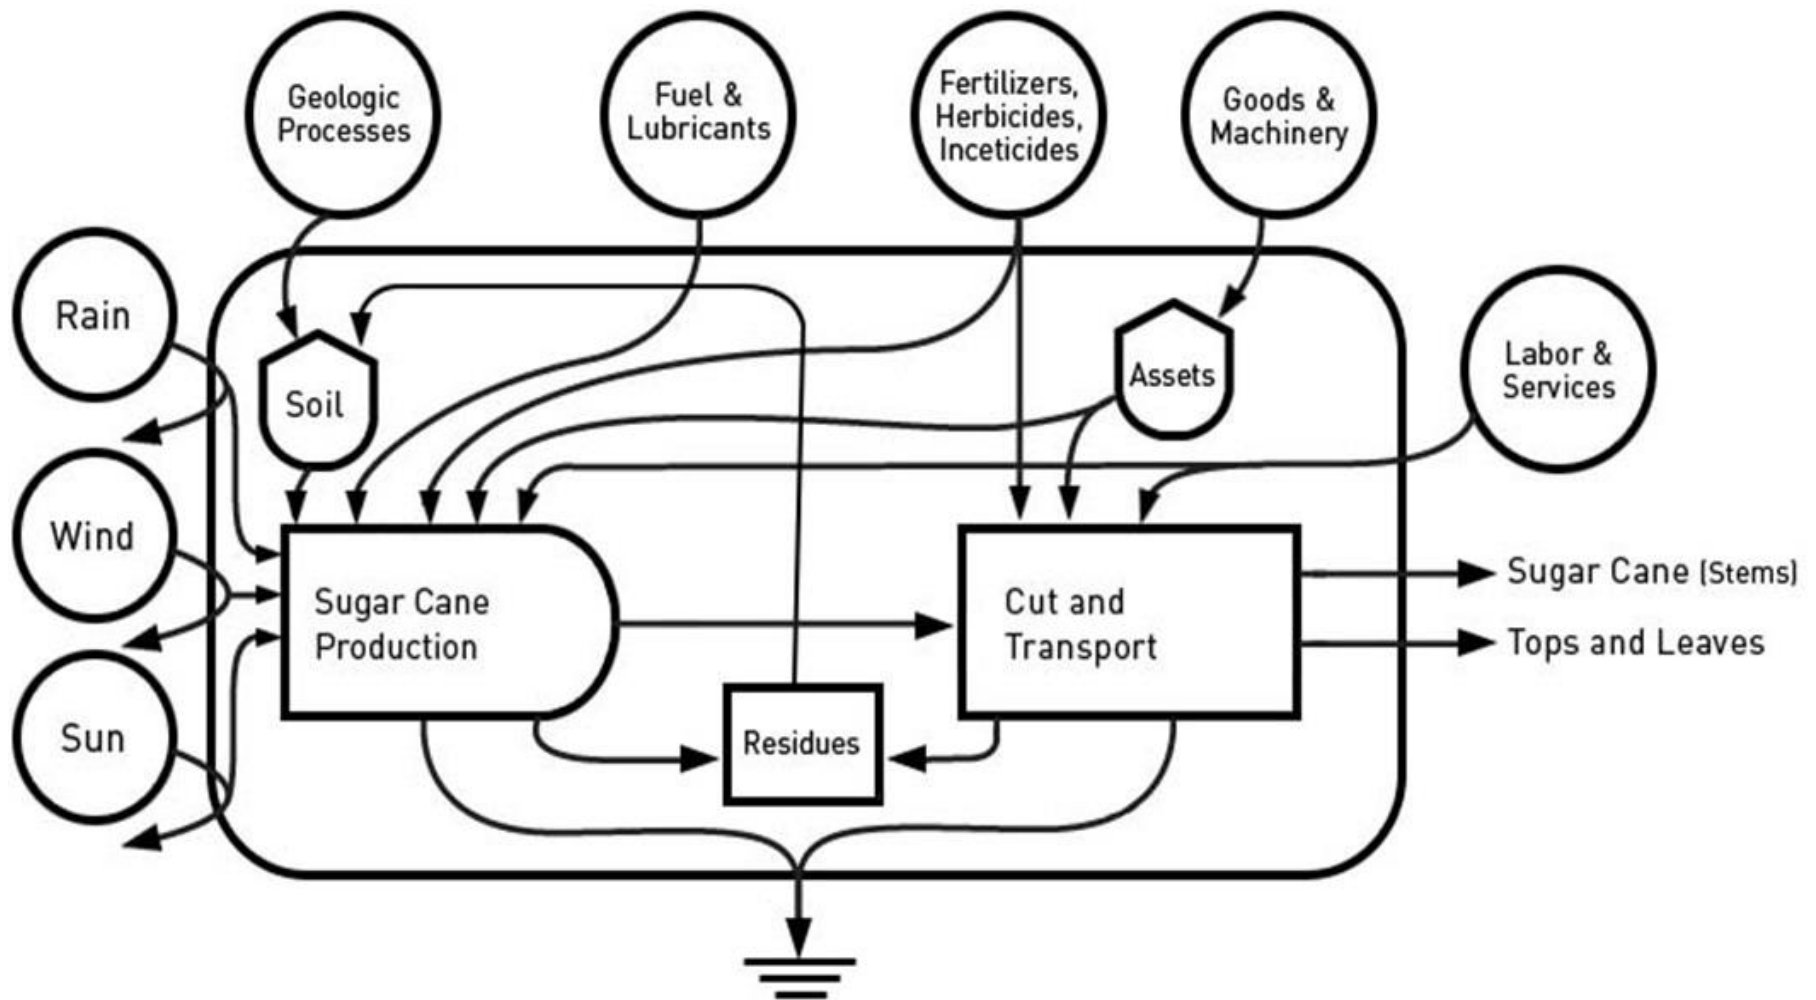 Geologic
Processes
Fuel &
Lubricants
Fertilizers,
Herbicides,
Inceticides
Goods &
Machinery
Rain
Labor &
Services
Soil
Assets
Wind
Sugar Cane
Production
Cut and
Transport
Sugar Cane (Stems)
Tops and Leaves
Sun
Residues